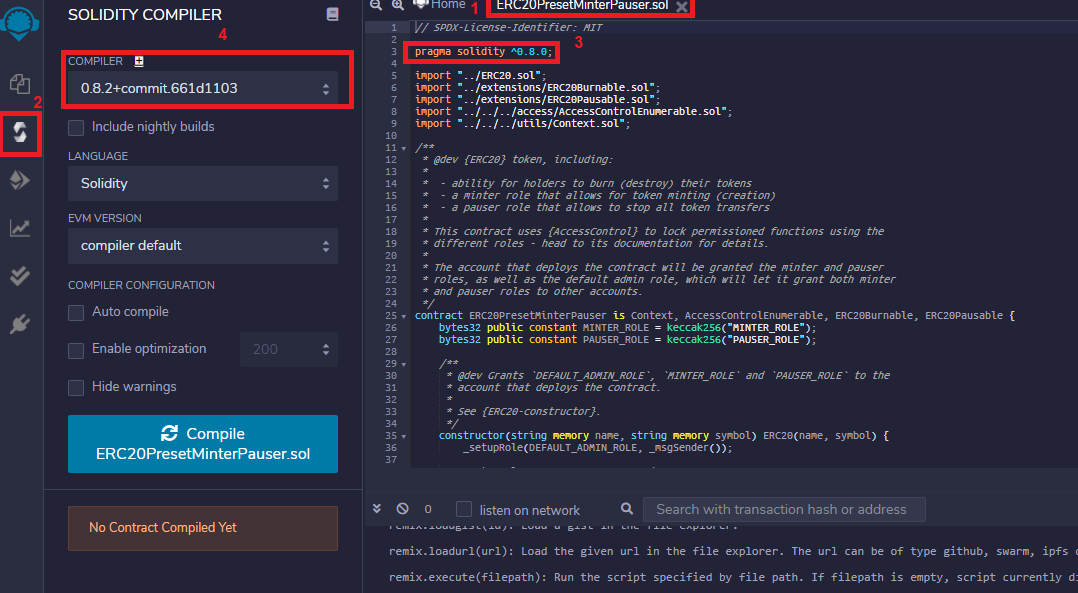 SOLIDITY COMPILER
4
COMPILER
0.8.2+commit.661d1103
2
Include nightly builds
LANGUAGE
Solidity
EVM VERSION
compiler default
COMPILER CONFIGURATION
Auto compile
Enable optimization 200
Hide warnings
Compile
ERC20PresetMinterPauser.sol
No Contract Compiled Yet
Home 1 ERC20PresetMinterPauser.sol
1 // SPDX-License-Identifier: MIT
2
3 pragma solidity ^0.8.0; 3
4
5 import "../ERC20.sol";
6 import "../extensions/ERC20Burnable.sol";
7 import "../extensions/ERC20Pausable.sol";
8 import "../../../access/AccessControlEnumerable.sol";
9 import "../../../utils/Context.sol";
10
11 /**
12 * @dev {ERC20} token, including:
13 *
14 * - ability for holders to burn (destroy) their tokens
15 * - a minter role that allows for token minting (creation)
16 * - a pauser role that allows to stop all token transfers
17 *
18 * This contract uses {AccessControl} to lock permissioned functions using the
19 * different roles - head to its documentation for details.
20 *
21 * The account that deploys the contract will be granted the minter and pauser
22 * roles, as well as the default admin role, which will let it grant both minter
23 * and pauser roles to other accounts.
24 */
25 contract ERC20PresetMinterPauser is Context, AccessControlEnumerable, ERC20Burnable, ERC20Pausable {
26 bytes32 public constant MINTER_ROLE = keccak256("MINTER_ROLE");
27 bytes32 public constant PAUSER_ROLE = keccak256("PAUSER_ROLE");
28
29 /**
30 * @dev Grants `DEFAULT_ADMIN_ROLE`, `MINTER_ROLE` and `PAUSER_ROLE` to the
31 * account that deploys the contract.
32 *
33 * See {ERC20-constructor}.
34 */
35 constructor(string memory name, string memory symbol) ERC20(name, symbol) {
36 _setupRole(DEFAULT_ADMIN_ROLE, _msgSender());
37
0 listen on network Search with transaction hash or address
remix.loadgist(id): Load a gist in the file explorer.
remix.loadurl(url): Load the given url in the file explorer. The url can be of type github, swarm, ipfs
remix.execute(filepath): Run the script specified by file path. If filepath is empty, script currently